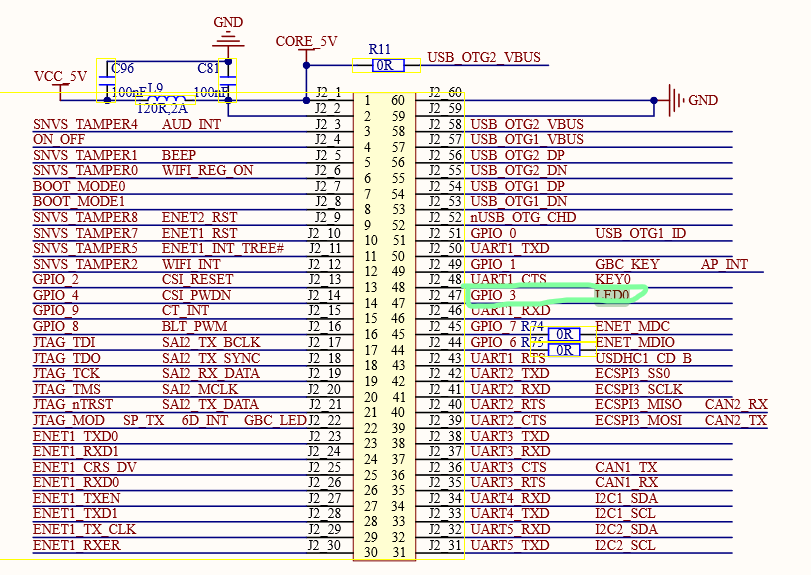 GND
CORE_5V
R11
0R
USB_OTG2_VBUS
VCC_5V
C96
100nF
L9
120R,2A
C81
100nF
J2_1 1 60 J2_60
GND
J2_2 2 59 J2_59
SNVS_TAMPER4 AUD_INT J2_3 3 58 J2_58 USB_OTG2_VBUS
ON_OFF J2_4 4 57 J2_57 USB_OTG1_VBUS
SNVS_TAMPER1 BEEP J2_5 5 56 J2_56 USB_OTG2_DP
SNVS_TAMPER0 WIFI_REG_ON J2_6 6 55 J2_55 USB_OTG2_DN
BOOT_MODE0 J2_7 7 54 J2_54 USB_OTG1_DP
BOOT_MODE1 J2_8 8 53 J2_53 USB_OTG1_DN
SNVS_TAMPER8 ENET2_RST J2_9 9 52 J2_52 nUSB_OTG_CHD
SNVS_TAMPER7 ENET1_RST J2_10 10 51 J2_51 GPIO_0 USB_OTG1_ID
SNVS_TAMPER5 ENET1_INT_TREE# J2_11 11 50 J2_50 UART1_TXD
SNVS_TAMPER2 WIFI_INT J2_12 12 49 J2_49 GPIO_1 GBC_KEY AP_INT
GPIO_2 CSI_RESET J2_13 13 48 J2_48 UART1_CTS KEY0
GPIO_4 CSI_PWDN J2_14 14 47 J2_47 GPIO_3 LED0
GPIO_9 CT_INT J2_15 15 46 J2_46 UART1_RXD
GPIO_8 BLT_PWM J2_16 16 45 J2_45 GPIO_7 R74 0R ENET_MDC
JTAG_TDI SAI2_TX_BCLK J2_17 17 44 J2_44 GPIO_6 R75 0R ENET_MDIO
JTAG_TDO SAI2_TX_SYNC J2_18 18 43 J2_43 UART1_RTS USDHC1_CD_B
JTAG_TCK SAI2_RX_DATA J2_19 19 42 J2_42 UART2_TXD ECSPI3_SS0
JTAG_TMS SAI2_MCLK J2_20 20 41 J2_41 UART2_RXD ECSPI3_SCLK
JTAG_nTRST SAI2_TX_DATA J2_21 21 40 J2_40 UART2_RTS ECSPI3_MISO CAN2_RX
JTAG_MOD SP_TX 6D_INT GBC_LED J2_22 22 39 J2_39 UART2_CTS ECSPI3_MOSI CAN2_TX
ENET1_TXD0 J2_23 23 38 J2_38 UART3_TXD
ENET1_RXD1 J2_24 24 37 J2_37 UART3_RXD
ENET1_CRS_DV J2_25 25 36 J2_36 UART3_CTS CAN1_TX
ENET1_RXD0 J2_26 26 35 J2_35 UART3_RTS CAN1_RX
ENET1_TXEN J2_27 27 34 J2_34 UART4_RXD I2C1_SDA
ENET1_TXD1 J2_28 28 33 J2_33 UART4_TXD I2C1_SCL
ENET1_TX_CLK J2_29 29 32 J2_32 UART5_RXD I2C2_SDA
ENET1_RXER J2_30 30 31 J2_31 UART5_TXD I2C2_SCL